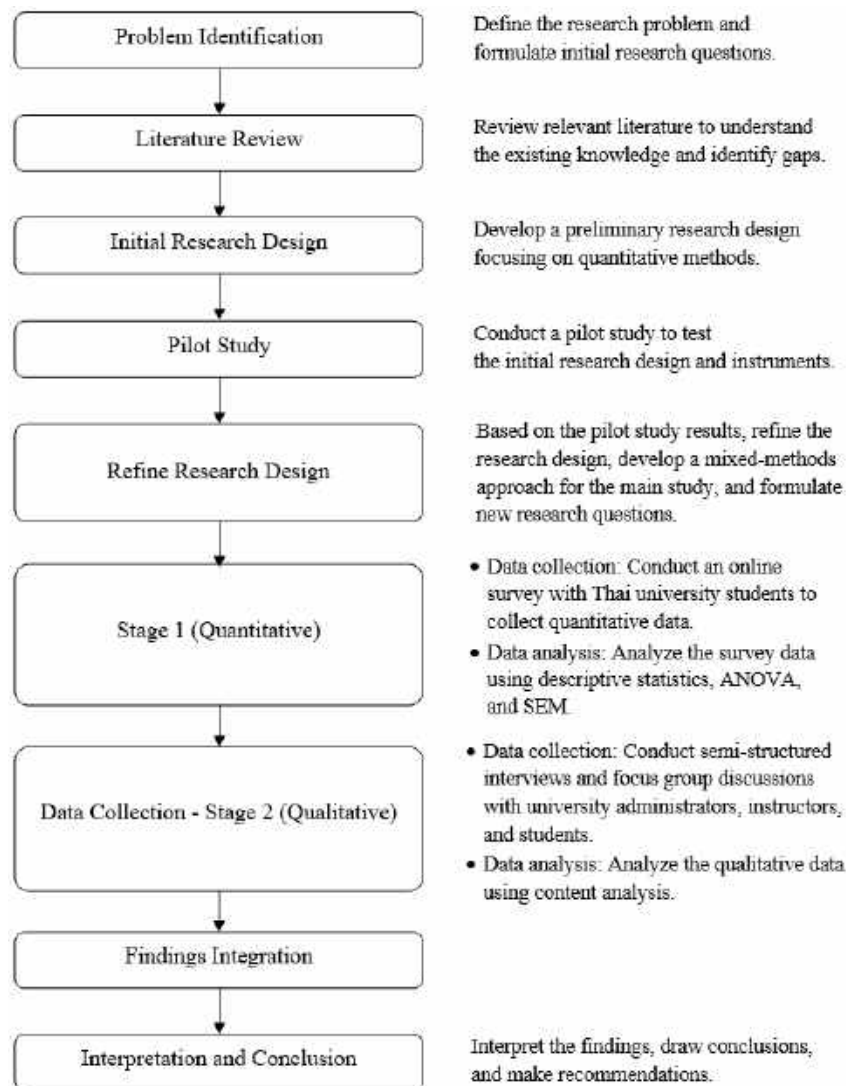 Problem Identification
Define the research problem and
formulate initial research questions.
Literature Review
Review relevant literature to understand
the existing knowledge and identify gaps.
Initial Research Design
Develop a preliminary research design
focusing on quantitative methods.
Pilot Study
Conduct a pilot study to test
the initial research design and instruments.
Refine Research Design
Based on the pilot study results, refine the
research design, develop a mixed-methods
approach for the main study, and formulate
new research questions.
Stage 1 (Quantitative)
• Data collection: Conduct an online
survey with Thai university students to
collect quantitative data.
• Data analysis: Analyze the survey data
using descriptive statistics, ANOVA,
and SEM.
Data Collection - Stage 2 (Qualitative)
• Data collection: Conduct semi-structured
interviews and focus group discussions
with university administrators, instructors,
and students.
• Data analysis: Analyze the qualitative data
using content analysis.
Findings Integration
Interpretation and Conclusion
Interpret the findings, draw conclusions,
and make recommendations.